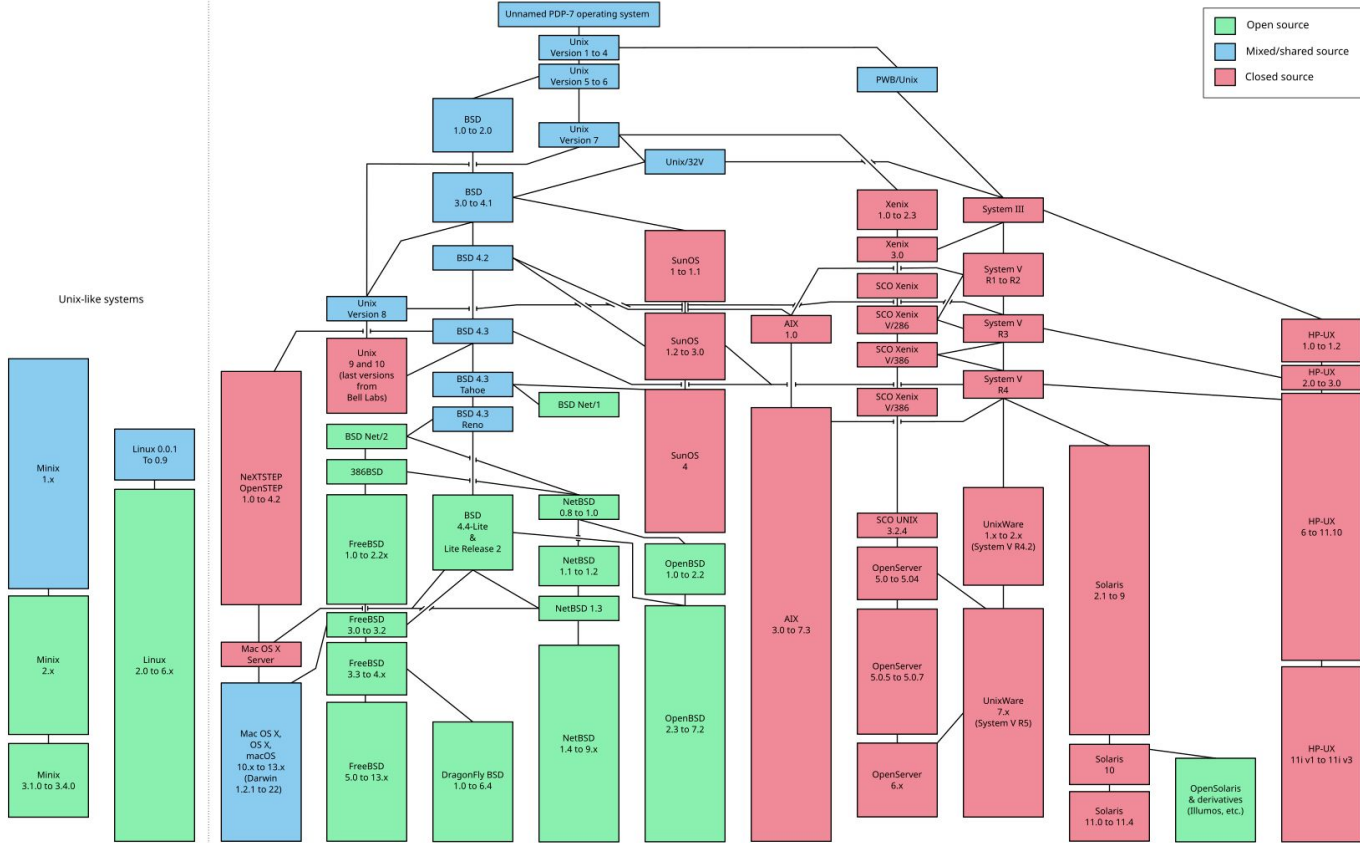 Unnamed PDP-7 operating system
Open source
Mixed/shared source
Closed source
Unix
Version 1 to 4
Unix
Version 5 to 6
PWB/Unix
BSD
1.0 to 2.0
Unix
Version 7
Unix/32V
BSD
3.0 to 4.1
Xenix
1.0 to 2.3
System III
Xenix
3.0
BSD 4.2
SunOS
1 to 1.1
System V
R1 to R2
SCO Xenix
Unix-like systems
Unix
Version 8
SCO Xenix
V/286
AIX
1.0
System V
R3
BSD 4.3
SunOS
1.2 to 3.0
HP-UX
1.0 to 1.2
Unix
9 and 10
(last versions
from
Bell Labs)
SCO Xenix
V/386
HP-UX
2.0 to 3.0
BSD 4.3
Tahoe
System V
R4
BSD Net/1
SCO Xenix
V/386
BSD 4.3
Reno
BSD Net/2
Linux 0.0.1
To 0.9
SunOS
4
Minix
1.x
386BSD
NeXTSTEP
OpenSTEP
1.0 to 4.2
NetBSD
0.8 to 1.0
BSD
4.4-Lite
&
Lite Release 2
SCO UNIX
3.2.4
UnixWare
1.x to 2.x
(System V R4.2)
HP-UX
6 to 11.10
FreeBSD
1.0 to 2.2x
NetBSD
1.1 to 1.2
OpenBSD
1.0 to 2.2
OpenServer
5.0 to 5.04
Solaris
2.1 to 9
NetBSD 1.3
FreeBSD
3.0 to 3.2
AIX
3.0 to 7.3
Mac OS X
Server
Minix
2.x
Linux
2.0 to 6.x
FreeBSD
3.3 to 4.x
OpenServer
5.0.5 to 5.0.7
UnixWare
7.x
(System V R5)
OpenBSD
2.3 to 7.2
Mac OS X,
OS X,
macOS
10.x to 13.x
(Darwin
1.2.1 to 22)
NetBSD
1.4 to 9.x
HP-UX
11i v1 to 11i v3
Solaris
10
Minix
3.1.0 to 3.4.0
FreeBSD
5.0 to 13.x
DragonFly BSD
1.0 to 6.4
OpenServer
6.x
OpenSolaris
& derivatives
(Illumos, etc.)
Solaris
11.0 to 11.4